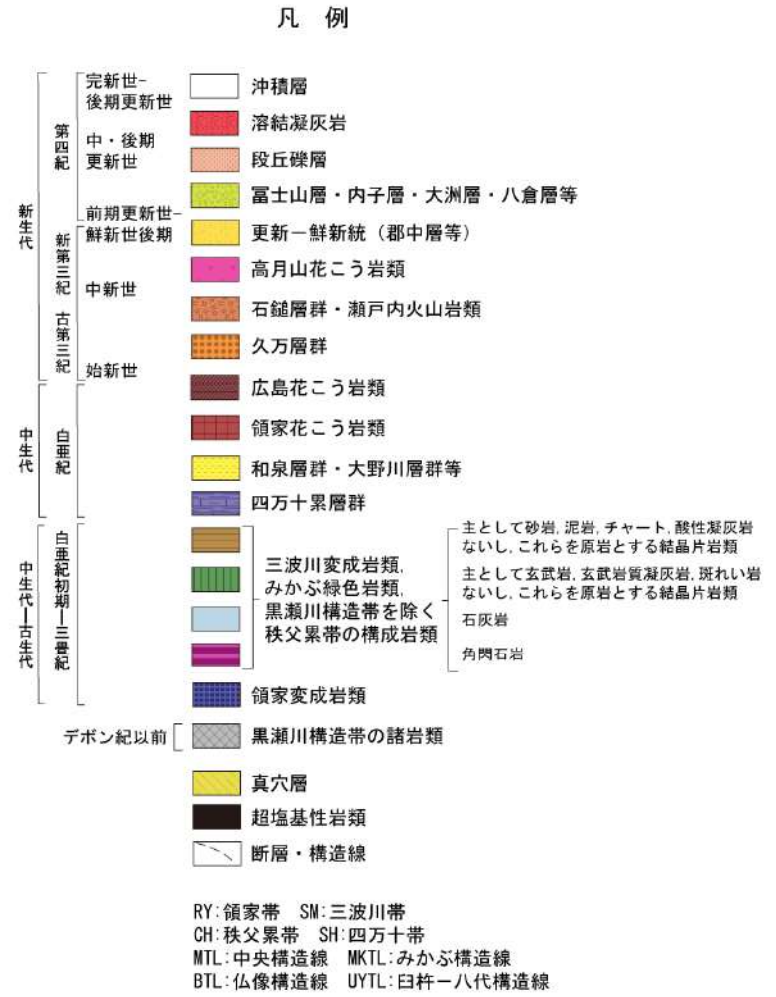 凡 例
新生代
第四紀
新第三紀
古第三紀
完新世-
後期更新世
中・後期
更新世
前期更新世-
鮮新世後期
中新世
始新世
沖積層
溶結凝灰岩
段丘礫層
冨士山層・内子層・大洲層・八倉層等
更新－鮮新統（郡中層等）
高月山花こう岩類
石鎚層群・瀬戸内火山岩類
久万層群
中生代
白亜紀
広島花こう岩類
領家花こう岩類
和泉層群・大野川層群等
四万十累層群
中生代―古生代
白亜紀初期―三畳紀
三波川変成岩類,
みかぶ緑色岩類,
黒瀬川構造帯を除く
秩父累帯の構成岩類
主として砂岩, 泥岩, チャート, 酸性凝灰岩
ないし, これらを原岩とする結晶片岩類
主として玄武岩, 玄武岩質凝灰岩, 斑れい岩
ないし, これらを原岩とする結晶片岩類
石灰岩
角閃石岩
領家変成岩類
デボン紀以前
黒瀬川構造帯の諸岩類
真穴層
超塩基性岩類
断層・構造線
RY:領家帯 SM:三波川帯
CH:秩父累帯 SH:四万十帯
MTL:中央構造線 MKTL:みかぶ構造線
BTL:仏像構造線 UYTL:臼杵－八代構造線